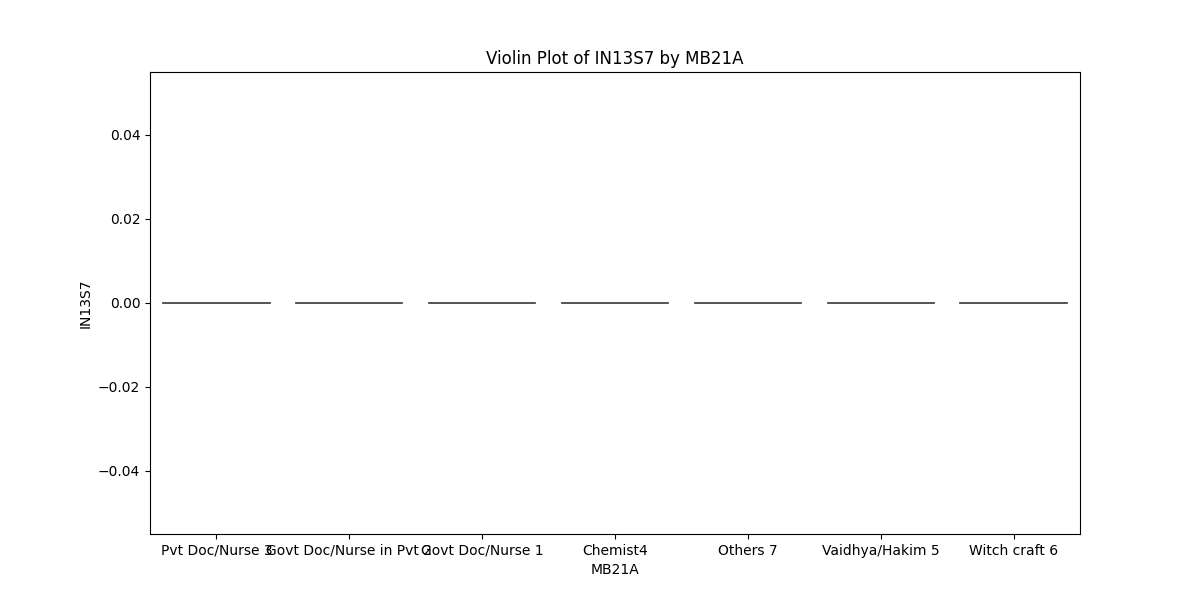 Violin Plot of IN13S7 by MB21A
0.04
0.02
0.00
−0.02
−0.04
IN13S7
Pvt Doc/Nurse 3 Govt Doc/Nurse in Pvt 2 Govt Doc/Nurse 1 Chemist4 Others 7 Vaidhya/Hakim 5 Witch craft 6
MB21A